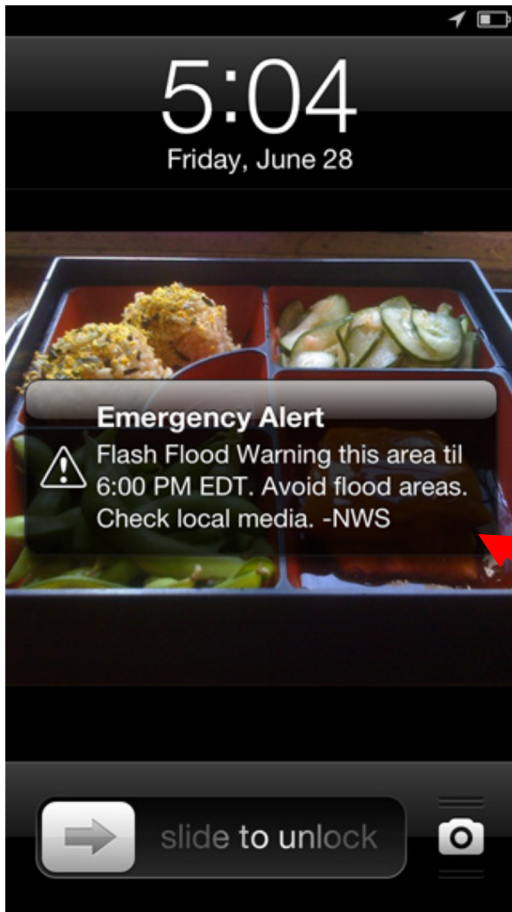 5:04
Friday, June 28
Emergency Alert
Flash Flood Warning this area til
6:00 PM EDT. Avoid flood areas.
Check local media. -NWS
slide to unlock